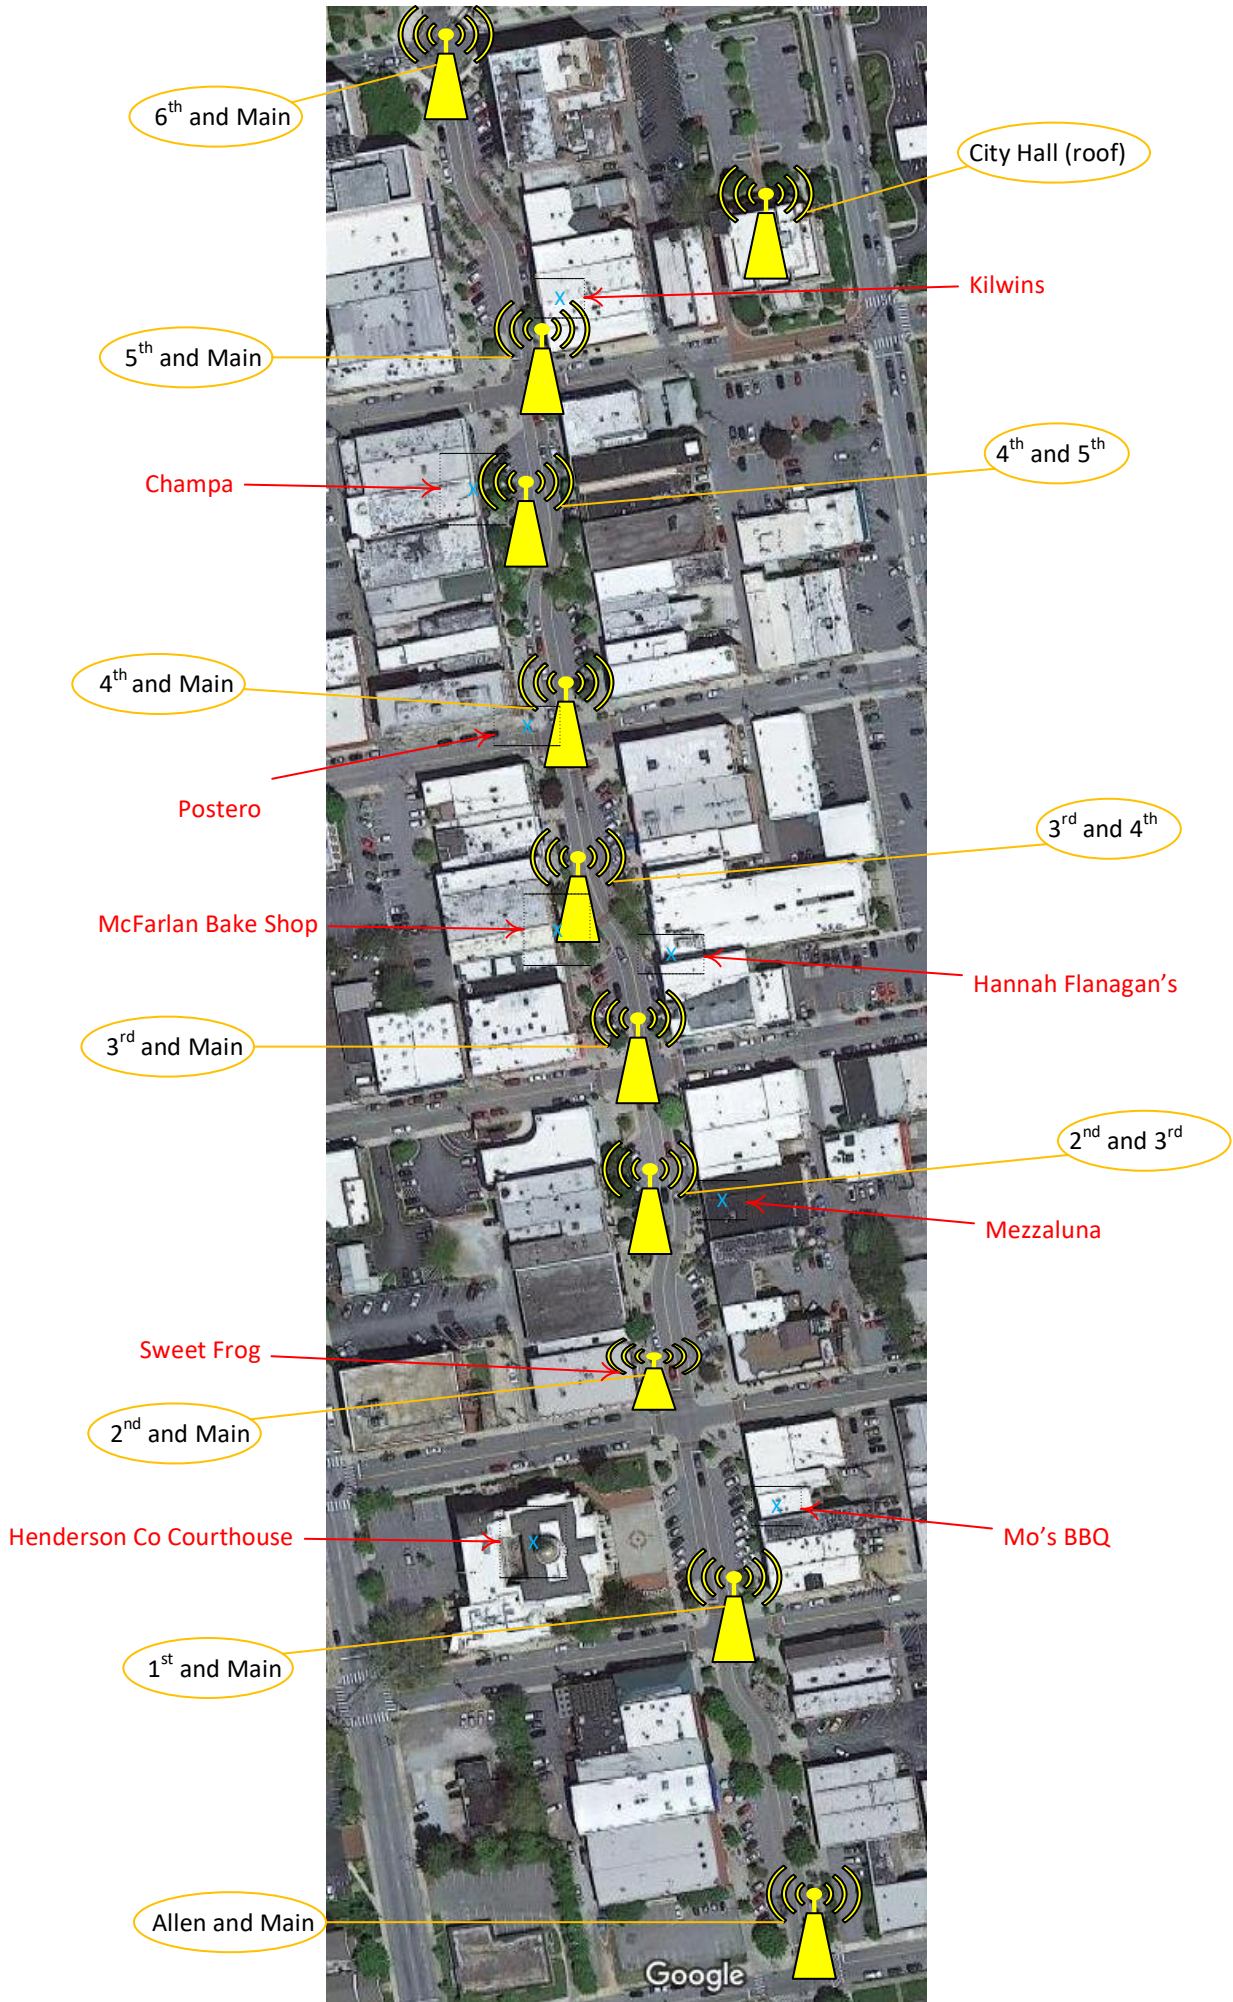 6th and Main
City Hall (roof)
Kilwins
X
5th and Main
4th and 5th
Champa
X
4th and Main
X
Postero
3rd and 4th
McFarlan Bake Shop
X
X
Hannah Flanagan’s
3rd and Main
2nd and 3rd
X
Mezzaluna
Sweet Frog
2nd and Main
X
Henderson Co Courthouse
X
Mo’s BBQ
1st and Main
Allen and Main
Google